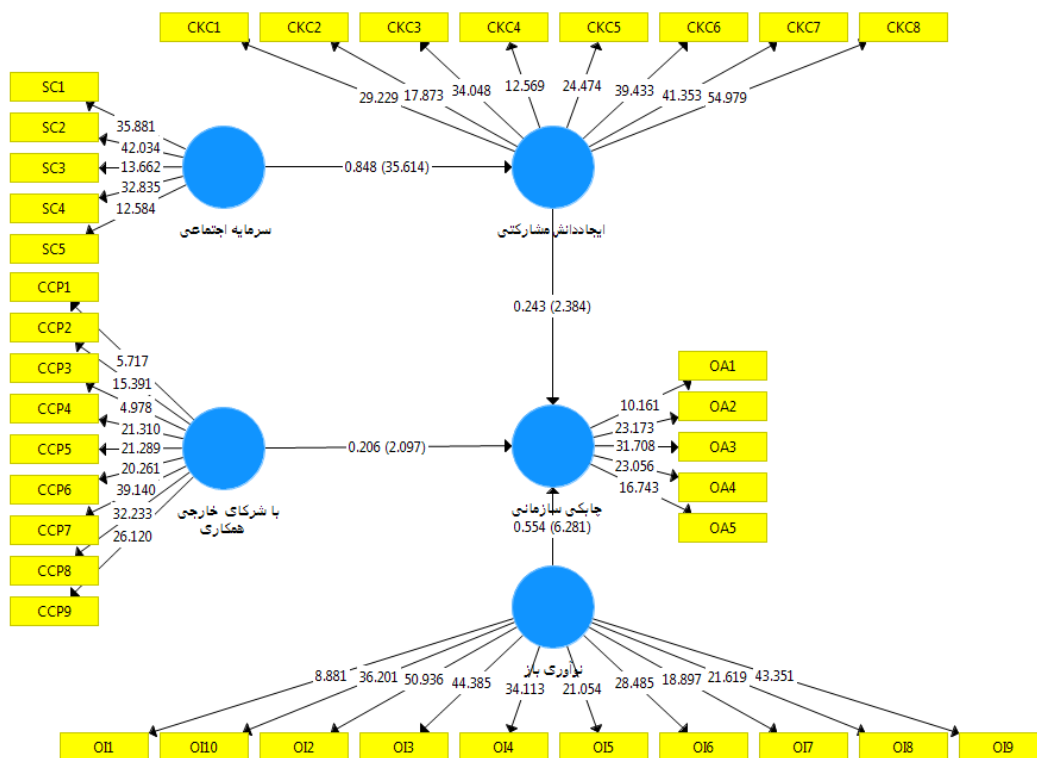 CKC1 CKC2 CKC3 CKC4 CKC5 CKC6 CKC7 CKC8
29.229 17.873 34.048 12.569 24.474 39.433 41.353 54.979
SC1
SC2
SC3
SC4
SC5
35.881
42.034
13.662
32.835
12.584
0.848 (35.614)
سرمایه اجتماعی
ایجاددانش‌مشارکتی
0.243 (2.384)
CCP1
CCP2
CCP3
CCP4
CCP5
CCP6
CCP7
CCP8
CCP9
5.717
15.391
4.978
21.310
21.289
20.261
39.140
32.233
26.120
0.206 (2.097)
با شرکای خارجی
همکاری
چابکی سازمانی
0.554 (6.281)
OA1
OA2
OA3
OA4
OA5
10.161
23.173
31.708
23.056
16.743
نوآوری باز
8.881 36.201 50.936 44.385 34.113 21.054 28.485 18.897 21.619 43.351
OI1 OI10 OI2 OI3 OI4 OI5 OI6 OI7 OI8 OI9